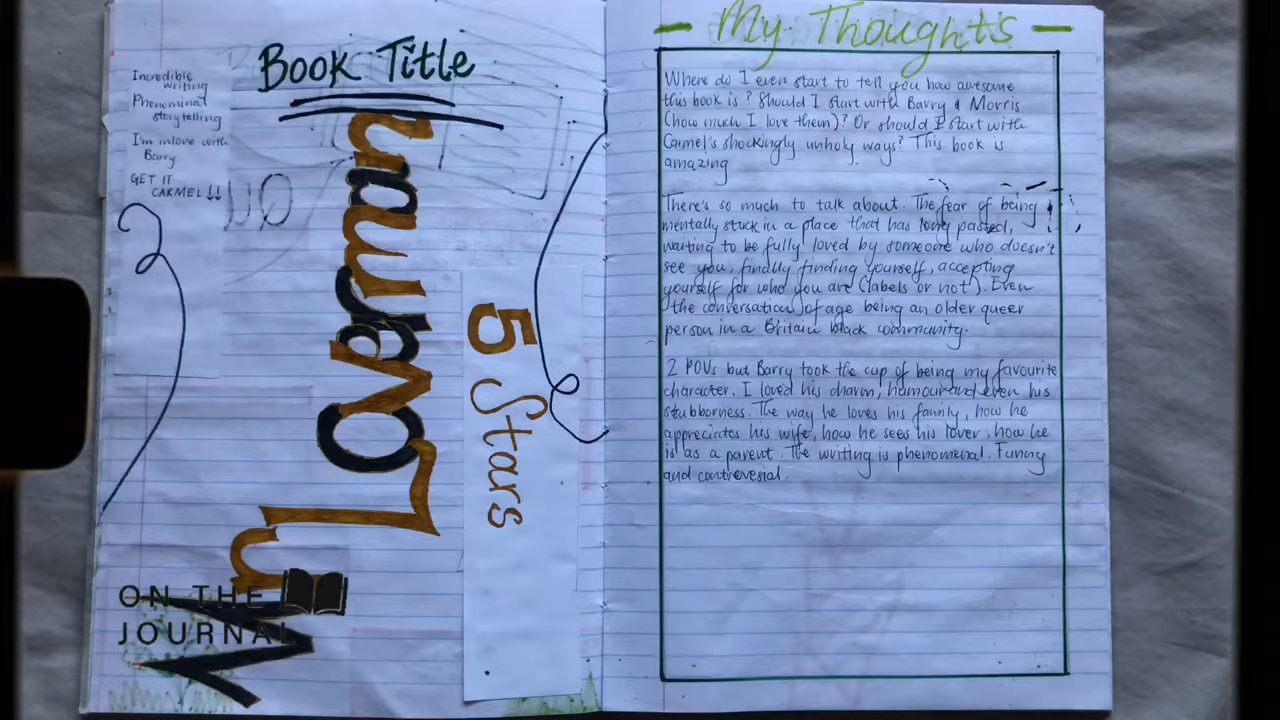 Book Title
Incredible
writing
Phenominal
storytelling
I'm inlove with
Barry
GET IT
CARMEL ↓↓
Mr Loverman
5 Stars
ON THE
JOURNAL
- My Thoughts -
Where do I even start to tell you how awesome
this book is? Should I start with Barry & Morris
(how much I love them)? Or should I start with
Carmel's shockingly unholy ways? This book is
amazing
There's so much to talk about. The fear of being
mentally stuck in a place that has long pasted,
waiting to be fully loved by someone who doesn't
see you, finally finding yourself, accepting
yourself for who you are (labels or not). Even
the conversation of age being an older queer
person in a Britain black community.
2 POVs but Barry took the cup of being my favourite
character. I loved his charm, humour and even his
stubborness. The way he loves his family, how he
appreciates his wife, how he sees his lover, how he
is as a parent. The writing is phenomenal. Funny
and controvesial.